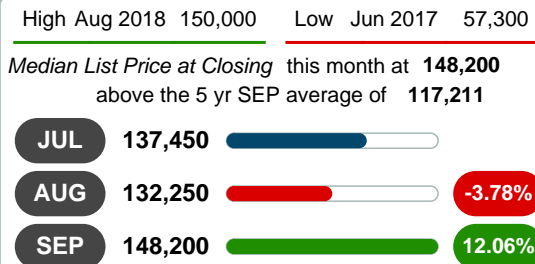 High Aug 2018 150,000 Low Jun 2017 57,300
Median List Price at Closing this month at 148,200
above the 5 yr SEP average of 117,211
JUL 137,450
AUG 132,250 -3.78%
SEP 148,200 12.06%